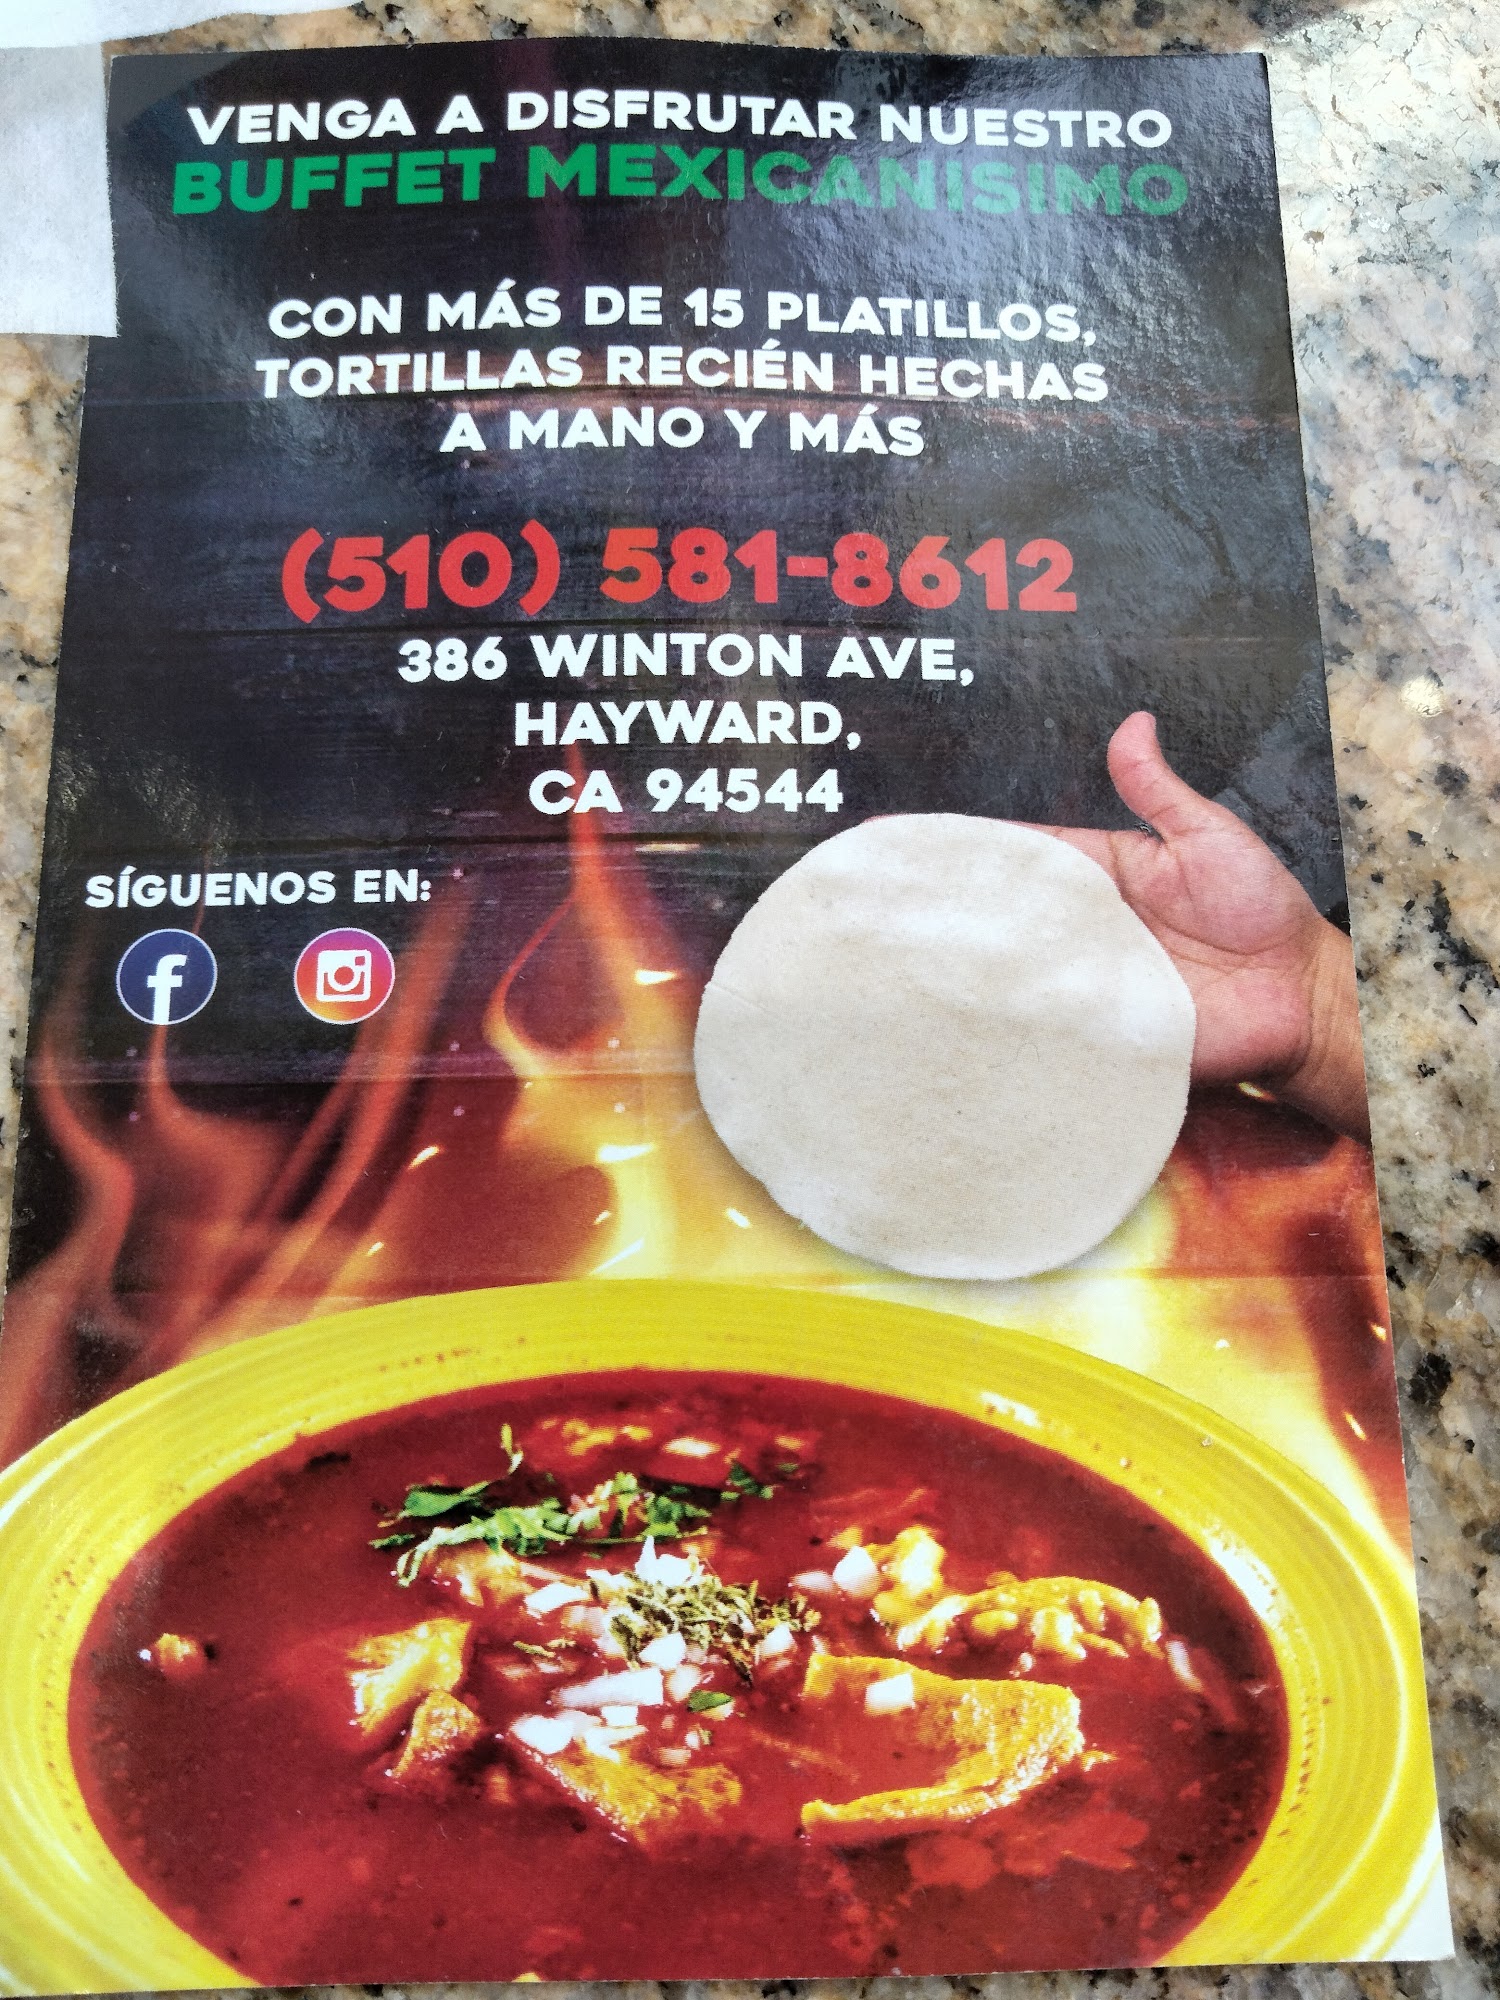 VENGA A DISFRUTAR NUESTRO
BUFFET MEXICANISIMO
CON MÁS DE 15 PLATILLOS,
TORTILLAS RECIÉN HECHAS
A MANO Y MÁS
(510) 581-8612
386 WINTON AVE,
HAYWARD,
CA 94544
SÍGUENOS EN: